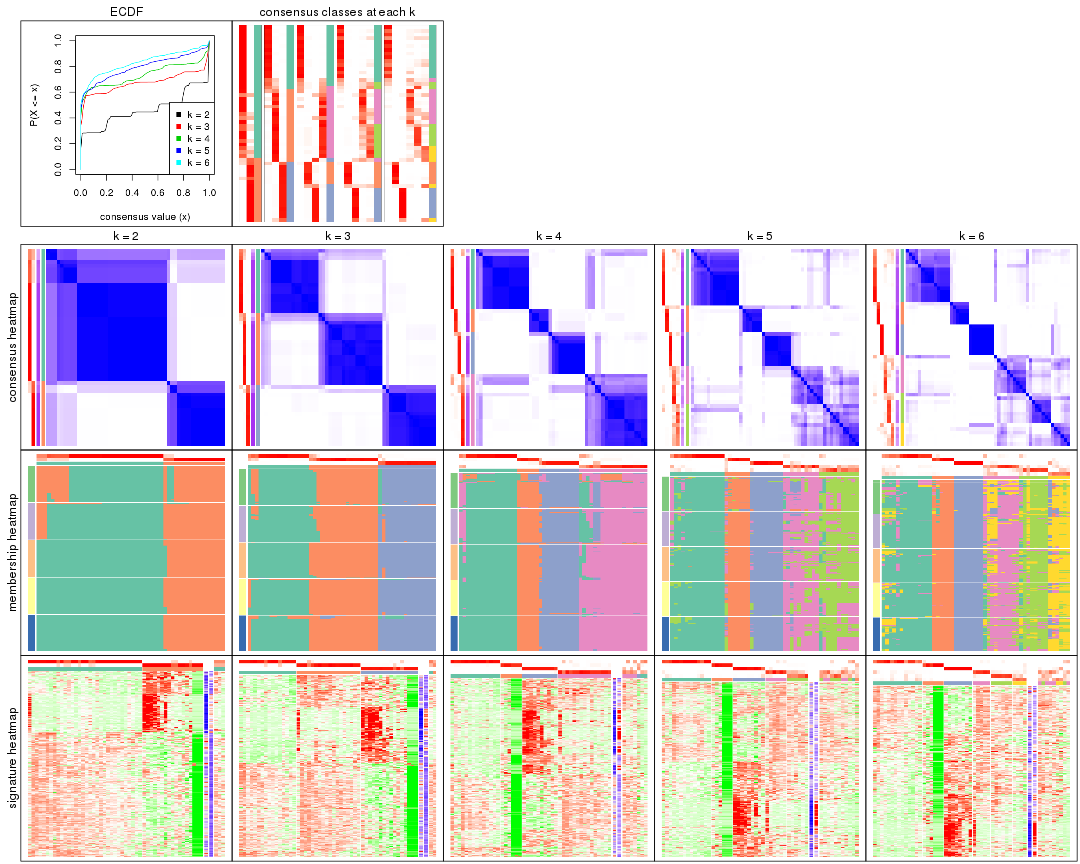 ECDF
consensus classes at each k
P(X <= x)
0.0
0.2
0.4
0.6
0.8
1.0
k = 2
k = 3
k = 4
k = 5
k = 6
0.0 0.2 0.4 0.6 0.8 1.0
consensus value (x)
k = 2
k = 3
k = 4
k = 5
k = 6
consensus heatmap
membership heatmap
signature heatmap